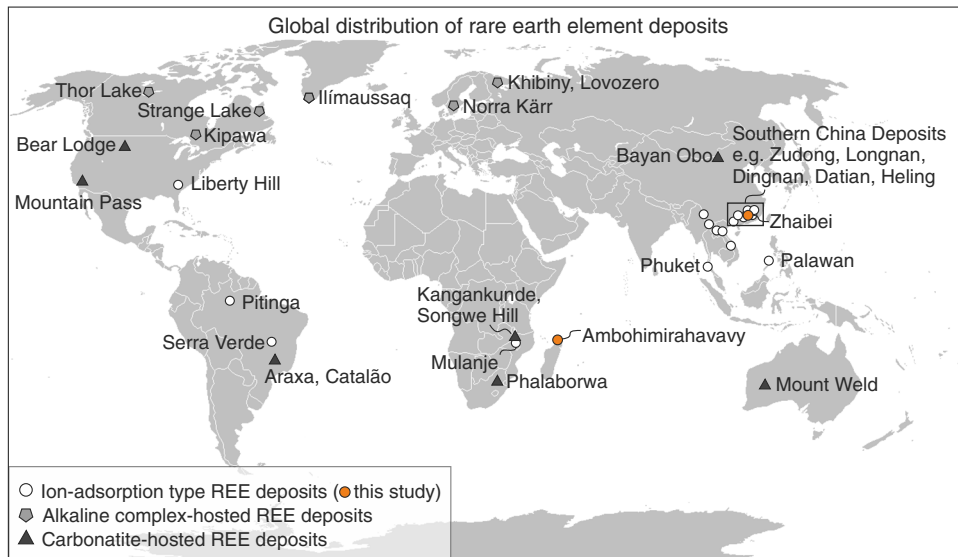 Global distribution of rare earth element deposits
Thor Lake
Strange Lake
Kipawa
Bear Lodge
Mountain Pass
Liberty Hill
Ilímaussaq
Khibiny, Lovozero
Norra Kärr
Bayan Obo
Southern China Deposits
e.g. Zudong, Longnan,
Dingnan, Datian, Heling
Zhaibei
Phuket
Palawan
Pitinga
Serra Verde
Araxa, Catalão
Kangankunde,
Songwe Hill
Mulanje
Ambohimirahavavy
Phalaborwa
Mount Weld
Ion-adsorption type REE deposits ( this study)
Alkaline complex-hosted REE deposits
Carbonatite-hosted REE deposits